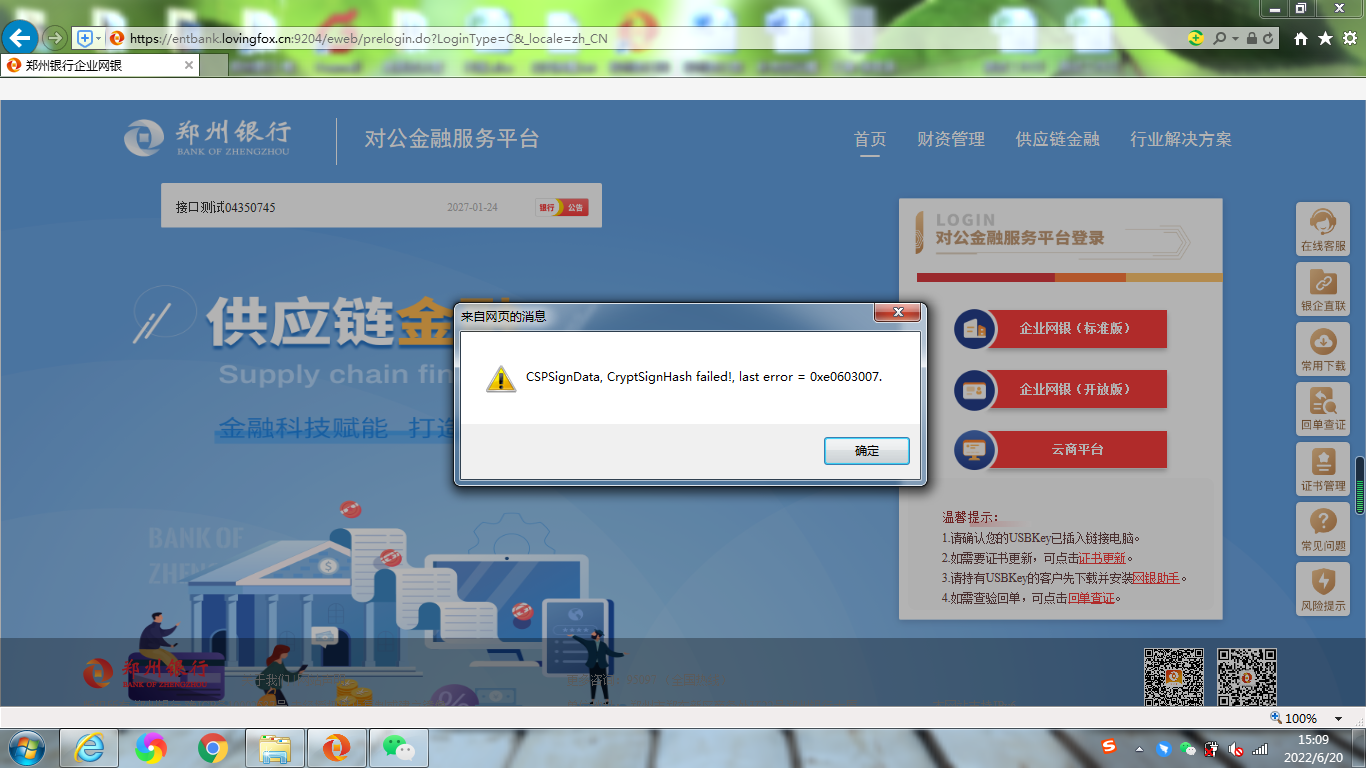 https://entbank.lovingfox.cn:9204/eweb/prelogin.do?LoginType=C&_locale=zh_CN
郑州银行企业网银
郑州银行
BANK OF ZHENGZHOU
对公金融服务平台
首页
财资管理
供应链金融
行业解决方案
接口测试04350745
2027-01-24
银行
公告
LOGIN
对公金融服务平台登录
企业网银（标准版）
企业网银（开放版）
云商平台
温馨提示：
1.请确认您的USBKey已插入链接电脑。
2.如需要证书更新，可点击证书更新。
3.请持有USBKey的客户先下载并安装网银助手。
4.如需查验回单，可点击回单查证。
在线客服
银企直联
常用下载
回单查证
证书管理
常见问题
风险提示
供应链金
Supply chain fin
金融科技赋能 打造
来自网页的消息
CSPSignData, CryptSignHash failed!, last error = 0xe0603007.
确定
BANK OF
郑州银行
BANK OF ZHENGZHOU
100%
15:09
2022/6/20